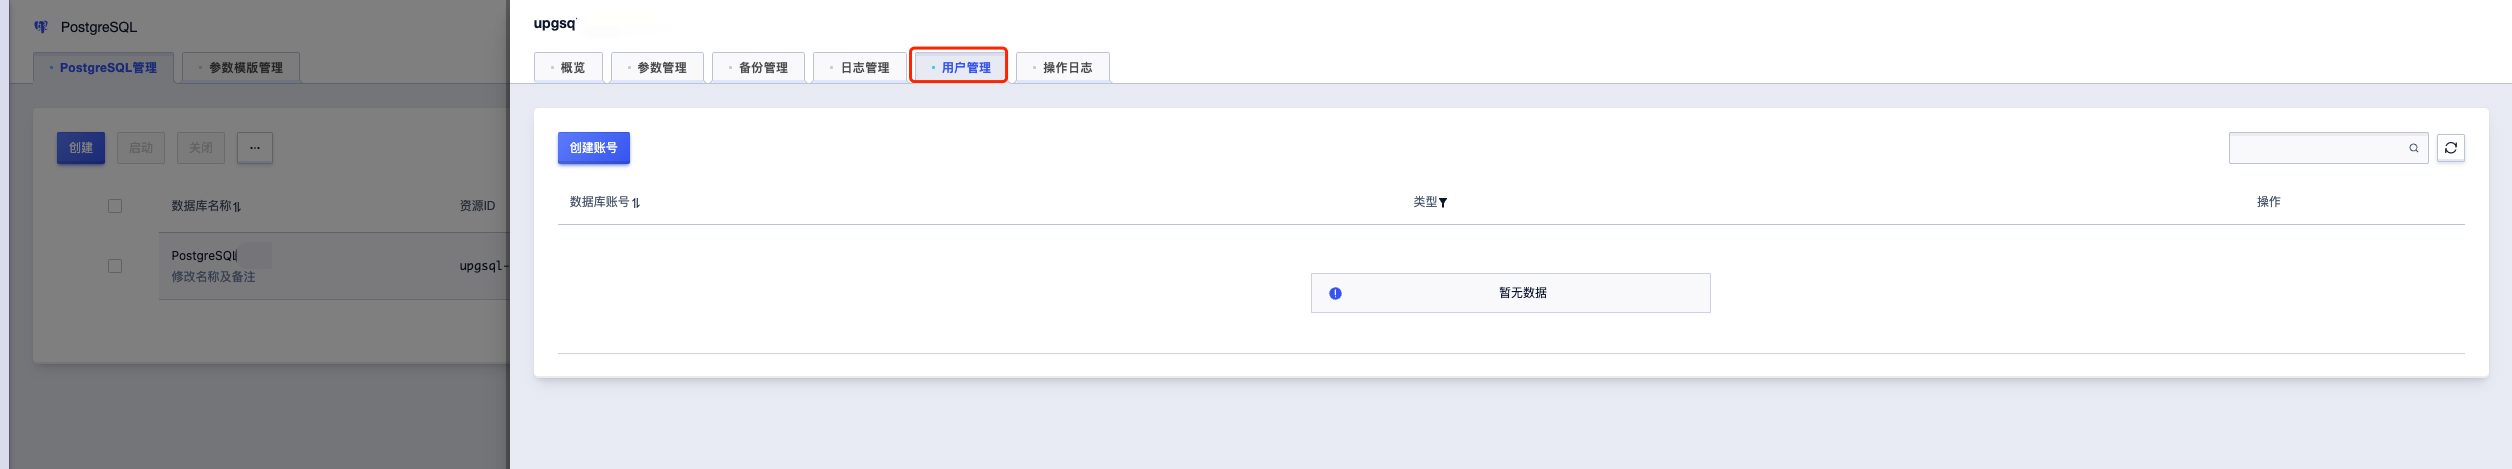 PostgreSQL
PostgreSQL管理
参数模版管理
创建
启动
关闭
...
数据库名称
资源ID
PostgreSQL
修改名称及备注
upgsql-
upgsq
概览
参数管理
备份管理
日志管理
用户管理
操作日志
创建账号
数据库账号
类型
操作
暂无数据